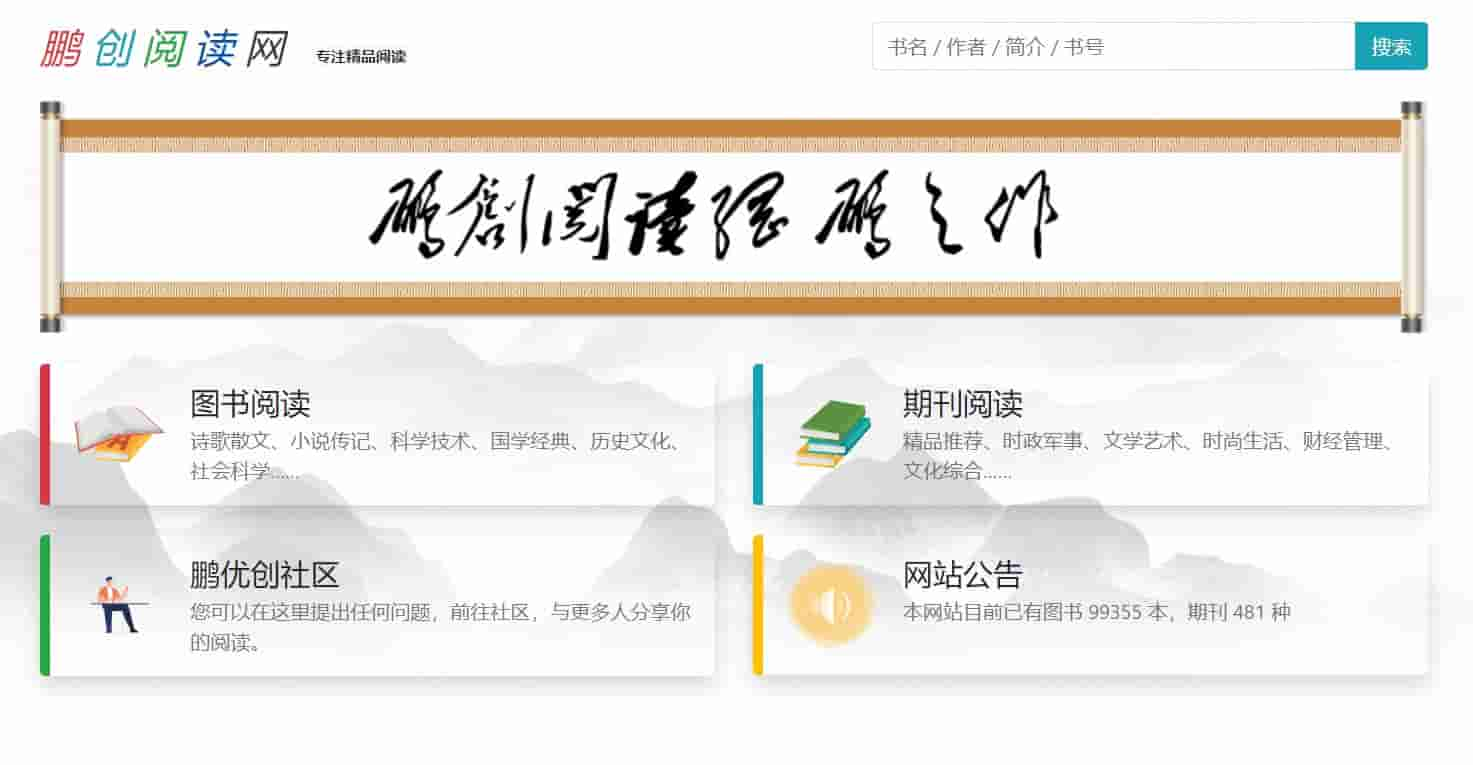 鹏创阅读网 专注精品阅读
书名 / 作者 / 简介 / 书号 搜索
鹏创阅读网 鹏之作
图书阅读
诗歌散文、小说传记、科学技术、国学经典、历史文化、
社会科学……
期刊阅读
精品推荐、时政军事、文学艺术、时尚生活、财经管理、
文化综合……
鹏优创社区
您可以在这里提出任何问题，前往社区，与更多人分享你
的阅读。
网站公告
本网站目前已有图书 99355 本，期刊 481 种